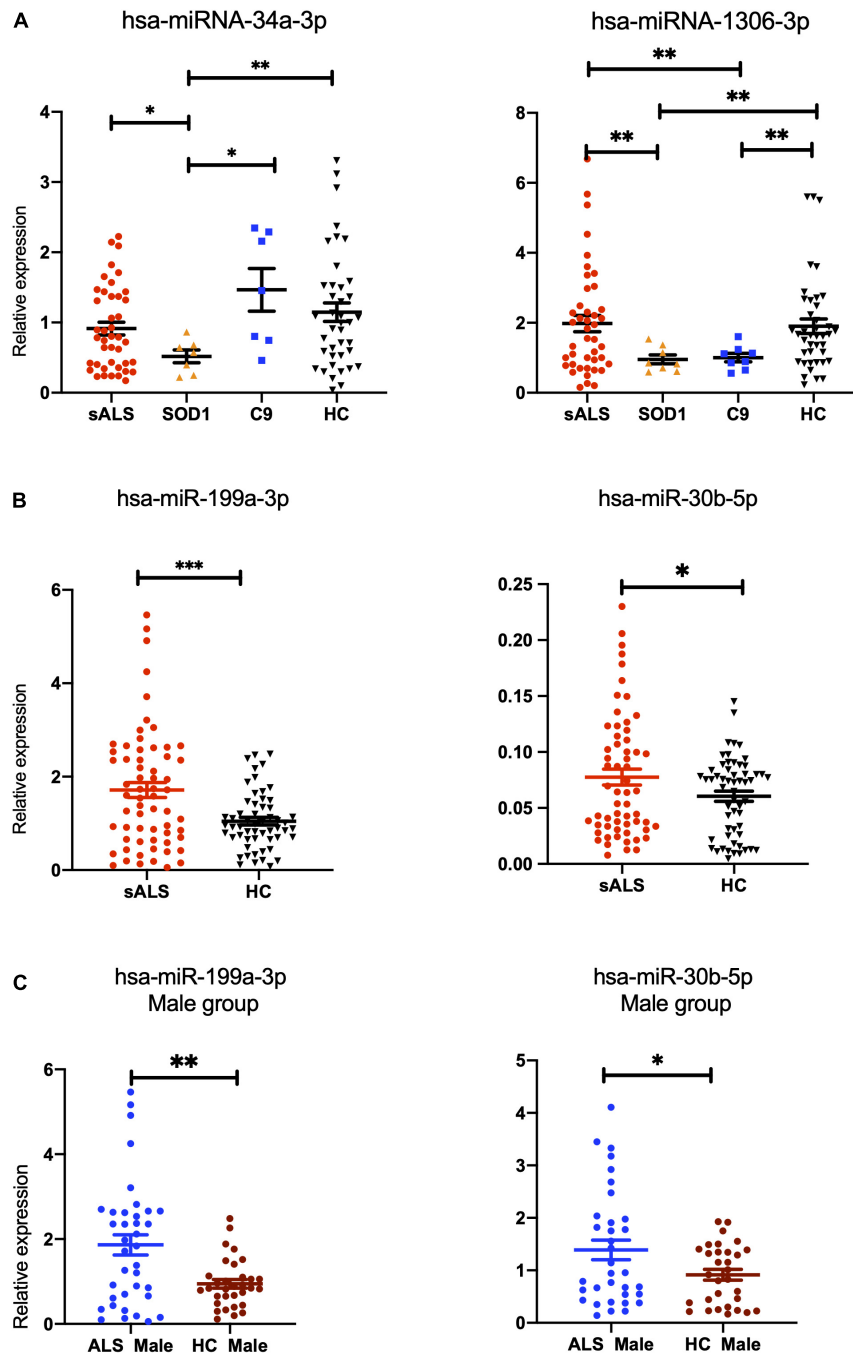 A
hsa-miRNA-34a-3p
hsa-miRNA-1306-3p
**
*
*
**
**
**
**
Relative expression
4
3
2
1
0
sALS SOD1 C9 HC
8
6
4
2
0
sALS SOD1 C9 HC
B
hsa-miR-199a-3p
hsa-miR-30b-5p
***
*
Relative expression
6
4
2
0
sALS HC
0.25
0.20
0.15
0.10
0.05
0.00
sALS HC
C
hsa-miR-199a-3p
Male group
hsa-miR-30b-5p
Male group
**
*
Relative expression
6
4
2
0
ALS Male HC Male
5
4
3
2
1
0
ALS Male HC Male